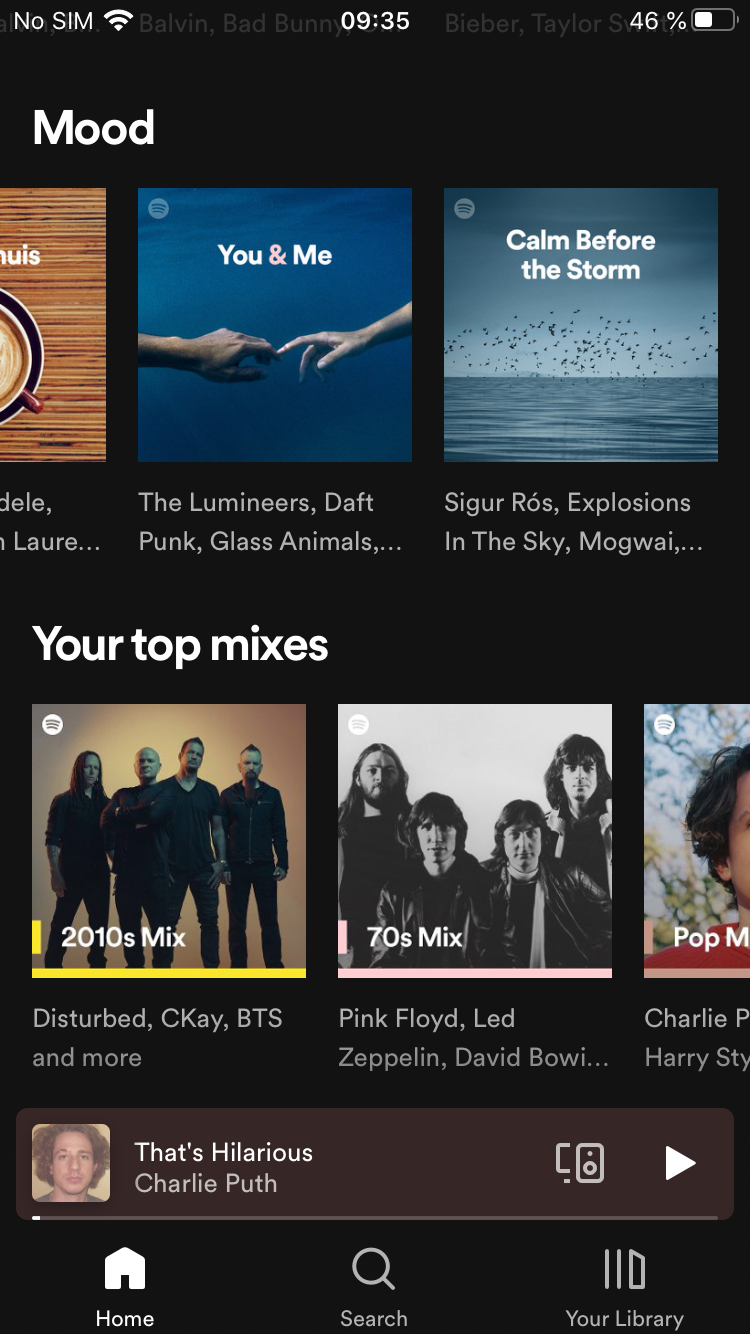 No SIM 09:35 46 %
Balvin, Bad Bunny,
Bieber, Taylor Swift,...
Mood
You & Me
Calm Before
the Storm
The Lumineers, Daft
Punk, Glass Animals,...
Sigur Rós, Explosions
In The Sky, Mogwai,...
Your top mixes
2010s Mix
70s Mix
Pop M
Disturbed, CKay, BTS
and more
Pink Floyd, Led
Zeppelin, David Bowi...
Charlie P
Harry Sty
That's Hilarious
Charlie Puth
Home
Search
Your Library